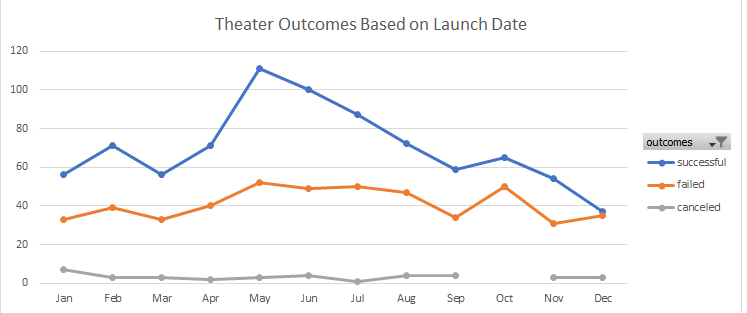 Theater Outcomes Based on Launch Date
120
100
80
60
40
20
0
Jan Feb Mar Apr May Jun Jul Aug Sep Oct Nov Dec
outcomes
successful
failed
canceled